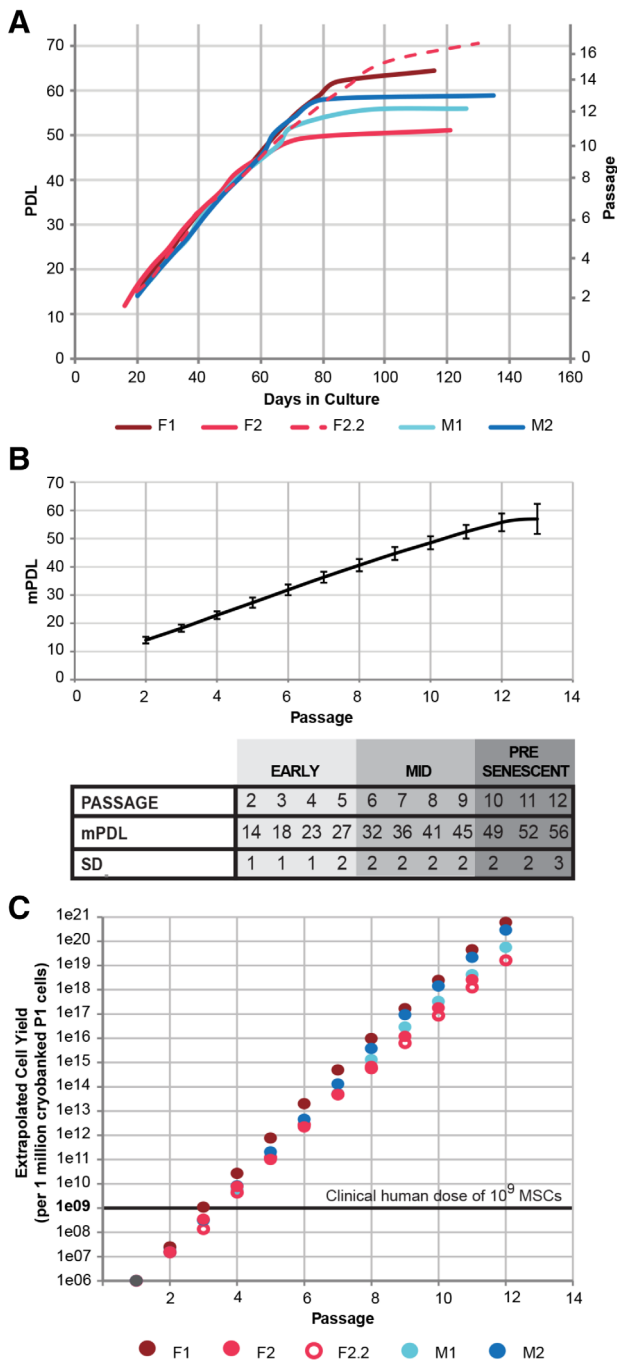 A
PDL
70
60
50
40
30
20
10
0
16
14
12
10
8
6
4
2
0
Passage
0 20 40 60 80 100 120 140 160
Days in Culture
F1 F2 F2.2 M1 M2
B
mPDL
70
60
50
40
30
20
10
0
0 2 4 6 8 10 12 14
Passage
EARLY MID PRE SENESCENT
PASSAGE 2 3 4 5 6 7 8 9 10 11 12
mPDL 14 18 23 27 32 36 41 45 49 52 56
SD 1 1 1 2 2 2 2 2 2 2 3
C
Extrapolated Cell Yield
(per 1 million cryobanked P1 cells)
1e21
1e20
1e19
1e18
1e17
1e16
1e15
1e14
1e13
1e12
1e11
1e10
1e09
1e08
1e07
1e06
Clinical human dose of 10⁹ MSCs
2 4 6 8 10 12 14
Passage
F1 F2 F2.2 M1 M2